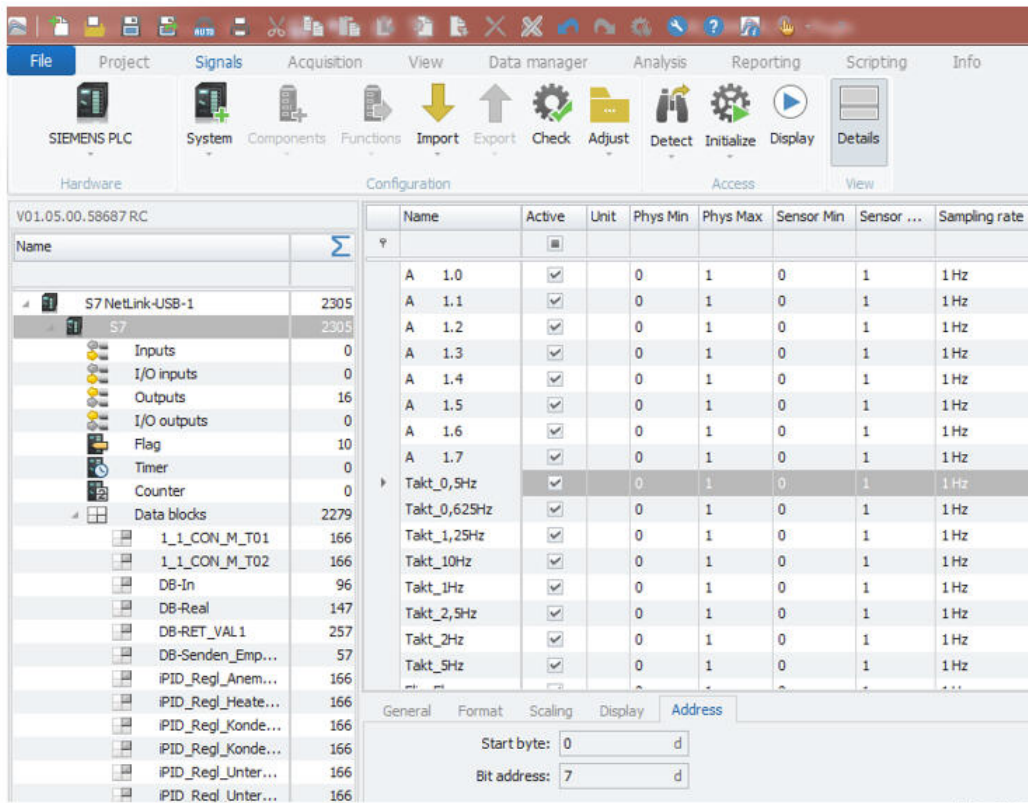 AUTO
File Project Signals Acquisition View Data manager Analysis Reporting Scripting Info
SIEMENS PLC System Components Functions Import Export Check Adjust Detect Initialize Display Details
Hardware Configuration Access View
V01.05.00.58687 RC
Name Σ
S7 NetLink-USB-1 2305
S7 2305
Inputs 0
I/O inputs 0
Outputs 16
I/O outputs 0
Flag 10
Timer 0
Counter 0
Data blocks 2279
1_1_CON_M_T01 166
1_1_CON_M_T02 166
DB-In 96
DB-Real 147
DB-RET_VAL1 257
DB-Senden_Emp... 57
iPID_Regl_Anem... 166
iPID_Regl_Heate... 166
iPID_Regl_Konde... 166
iPID_Regl_Konde... 166
iPID_Regl_Unter... 166
iPID_Regl_Unter... 166
Name Active Unit Phys Min Phys Max Sensor Min Sensor ... Sampling rate
A 1.0 0 1 0 1 1 Hz
A 1.1 0 1 0 1 1 Hz
A 1.2 0 1 0 1 1 Hz
A 1.3 0 1 0 1 1 Hz
A 1.4 0 1 0 1 1 Hz
A 1.5 0 1 0 1 1 Hz
A 1.6 0 1 0 1 1 Hz
A 1.7 0 1 0 1 1 Hz
Takt_0,5Hz 0 1 0 1 1 Hz
Takt_0,625Hz 0 1 0 1 1 Hz
Takt_1,25Hz 0 1 0 1 1 Hz
Takt_10Hz 0 1 0 1 1 Hz
Takt_1Hz 0 1 0 1 1 Hz
Takt_2,5Hz 0 1 0 1 1 Hz
Takt_2Hz 0 1 0 1 1 Hz
Takt_5Hz 0 1 0 1 1 Hz
General Format Scaling Display Address
Start byte: 0 d
Bit address: 7 d